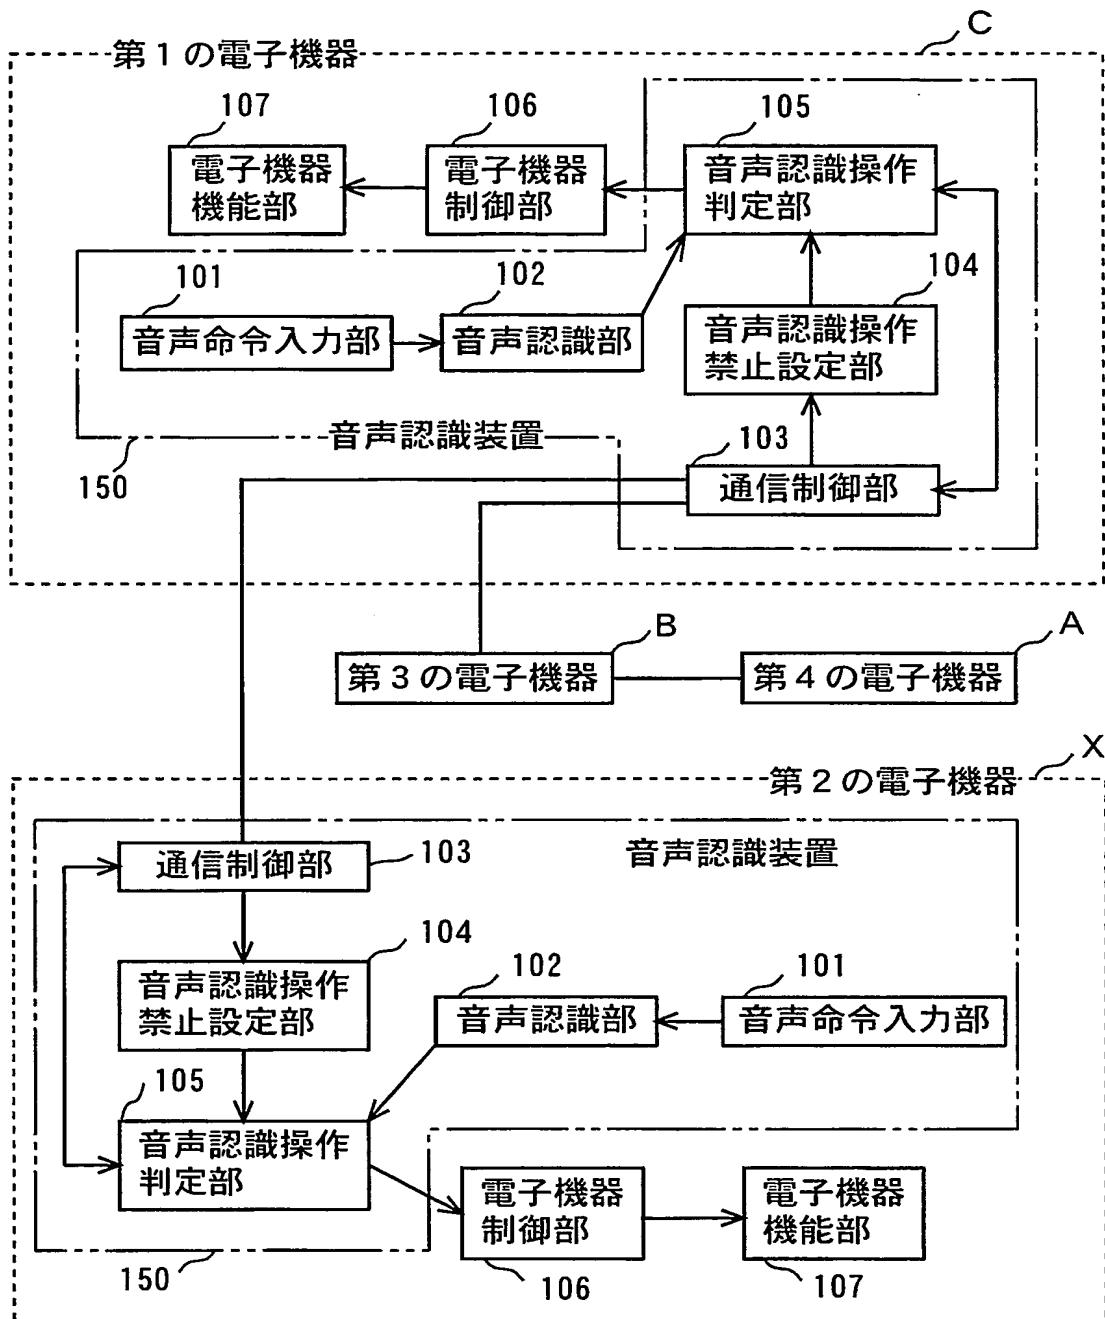 C
第1の電子機器
107
106
105
電子機器
機能部
電子機器
制御部
音声認識操作
判定部
101
102
104
音声命令入力部
音声認識部
音声認識操作
禁止設定部
音声認識装置
103
150
通信制御部
B
A
第3の電子機器
第4の電子機器
X
第2の電子機器
通信制御部
103
音声認識装置
104
102
101
音声認識操作
禁止設定部
音声認識部
音声命令入力部
105
音声認識操作
判定部
電子機器
制御部
電子機器
機能部
150
106
107